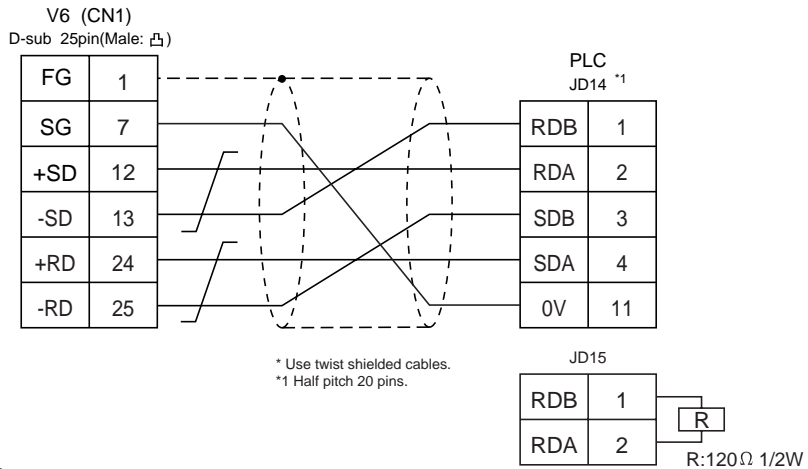 V6 (CN1)
D-sub 25pin(Male: 凸)
FG 1
SG 7
+SD 12
-SD 13
+RD 24
-RD 25
PLC
JD14 *1
RDB 1
RDA 2
SDB 3
SDA 4
0V 11
* Use twist shielded cables.
*1 Half pitch 20 pins.
JD15
RDB 1
RDA 2
R
R:120Ω 1/2W